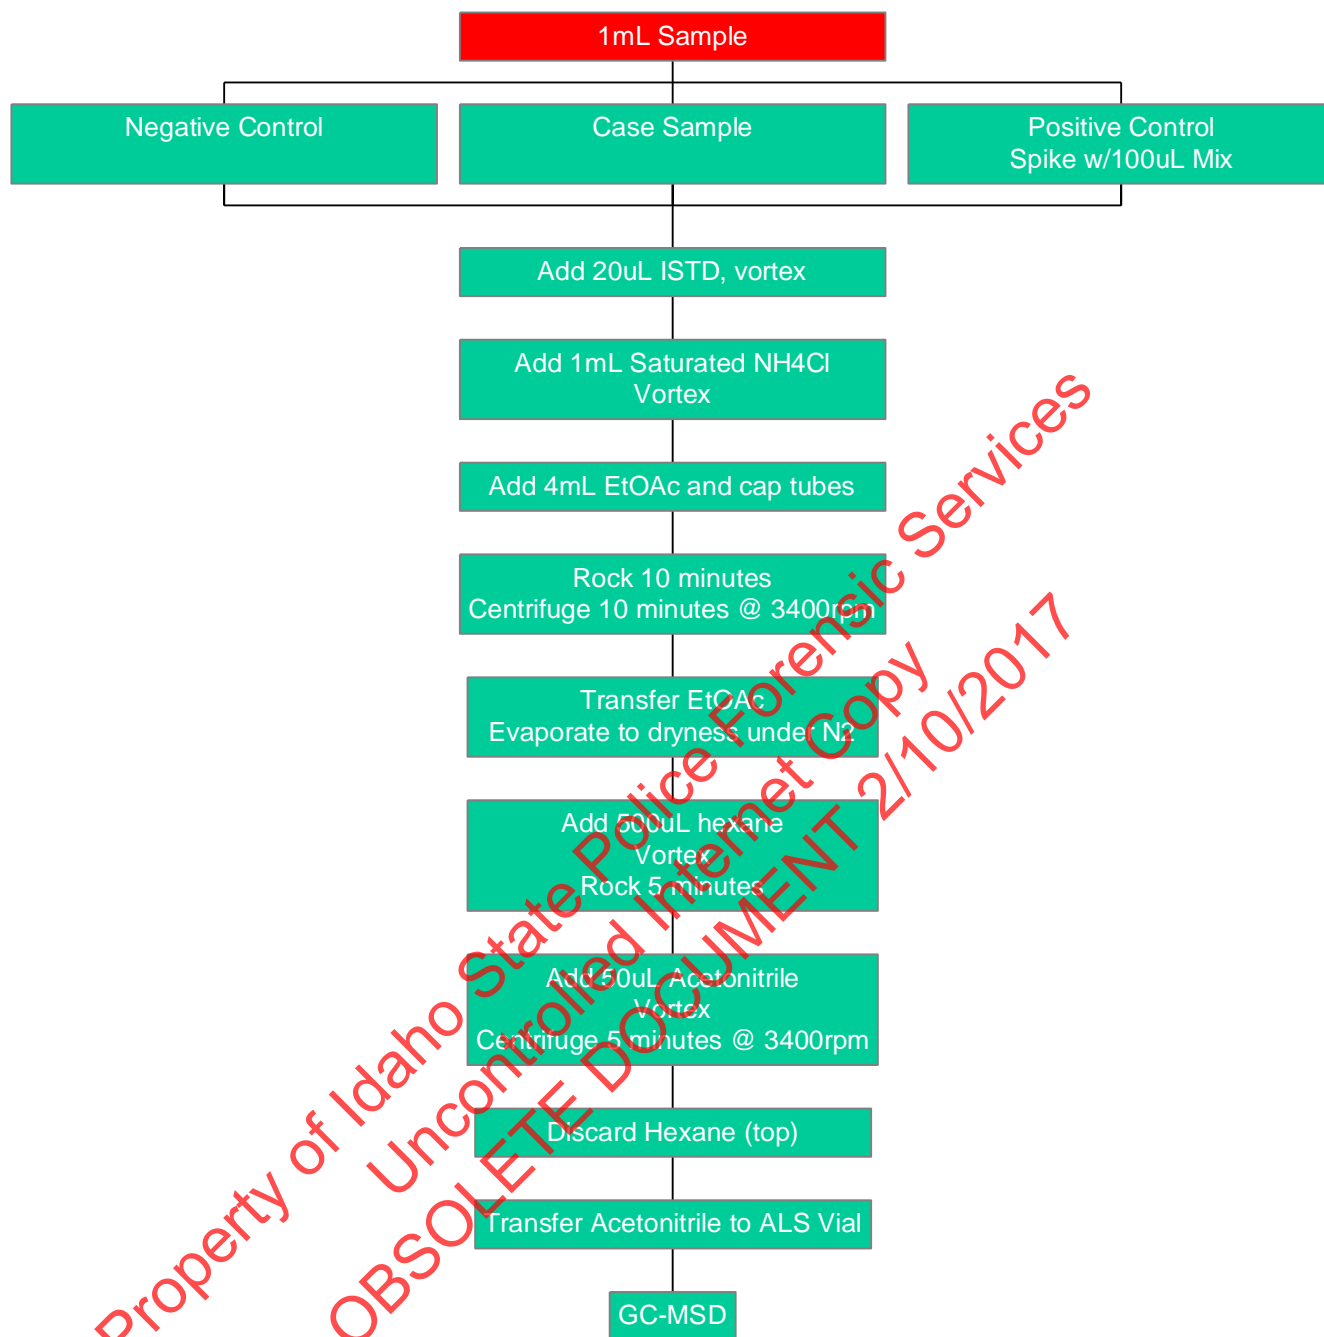 1mL Sample
Negative Control
Case Sample
Positive Control
Spike w/100uL Mix
Add 20uL ISTD, vortex
Add 1mL Saturated NH4Cl
Vortex
Add 4mL EtOAc and cap tubes
Rock 10 minutes
Centrifuge 10 minutes @ 3400rpm
Transfer EtOAc
Evaporate to dryness under N2
Add 500uL hexane
Vortex
Rock 5 minutes
Add 50uL Acetonitrile
Vortex
Centrifuge 5 minutes @ 3400rpm
Discard Hexane (top)
Transfer Acetonitrile to ALS Vial
GC-MSD
Property of Idaho State Police Forensic Services
Uncontrolled Internet Copy
OBSOLETE DOCUMENT 2/10/2017